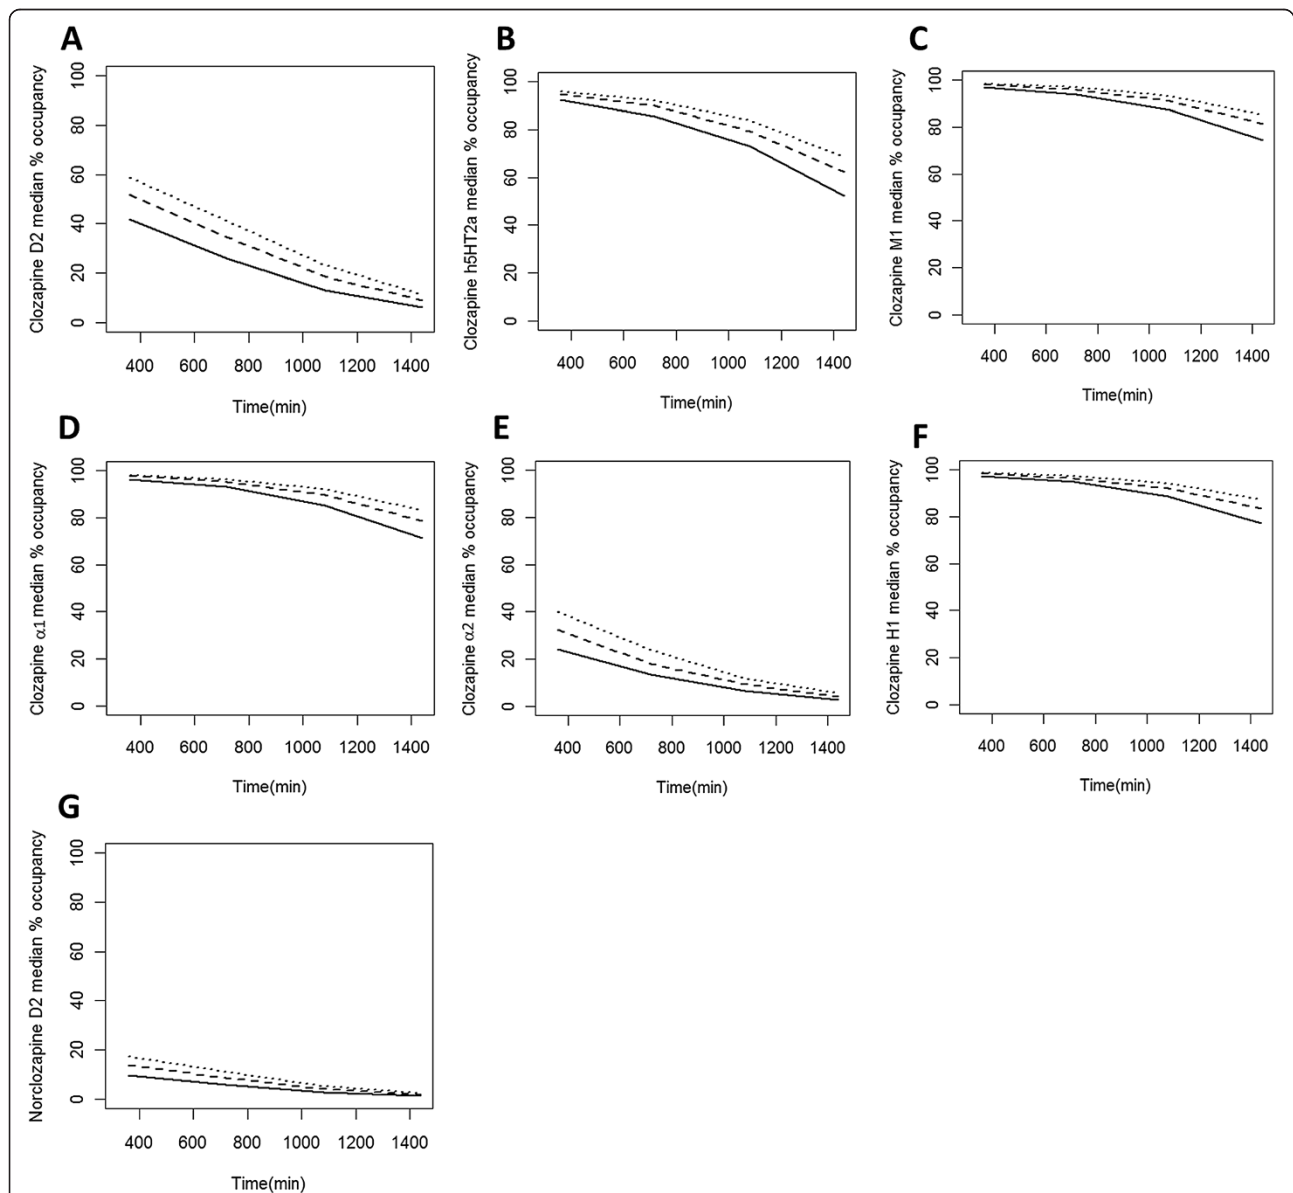 A
Clozapine D2 median % occupancy
0 20 40 60 80 100
400 600 800 1000 1200 1400
Time(min)
B
Clozapine h5HT2a median % occupancy
0 20 40 60 80 100
400 600 800 1000 1200 1400
Time(min)
C
Clozapine M1 median % occupancy
0 20 40 60 80 100
400 600 800 1000 1200 1400
Time(min)
D
Clozapine α1 median % occupancy
0 20 40 60 80 100
400 600 800 1000 1200 1400
Time(min)
E
Clozapine α2 median % occupancy
0 20 40 60 80 100
400 600 800 1000 1200 1400
Time(min)
F
Clozapine H1 median % occupancy
0 20 40 60 80 100
400 600 800 1000 1200 1400
Time(min)
G
Norclozapine D2 median % occupancy
0 20 40 60 80 100
400 600 800 1000 1200 1400
Time(min)